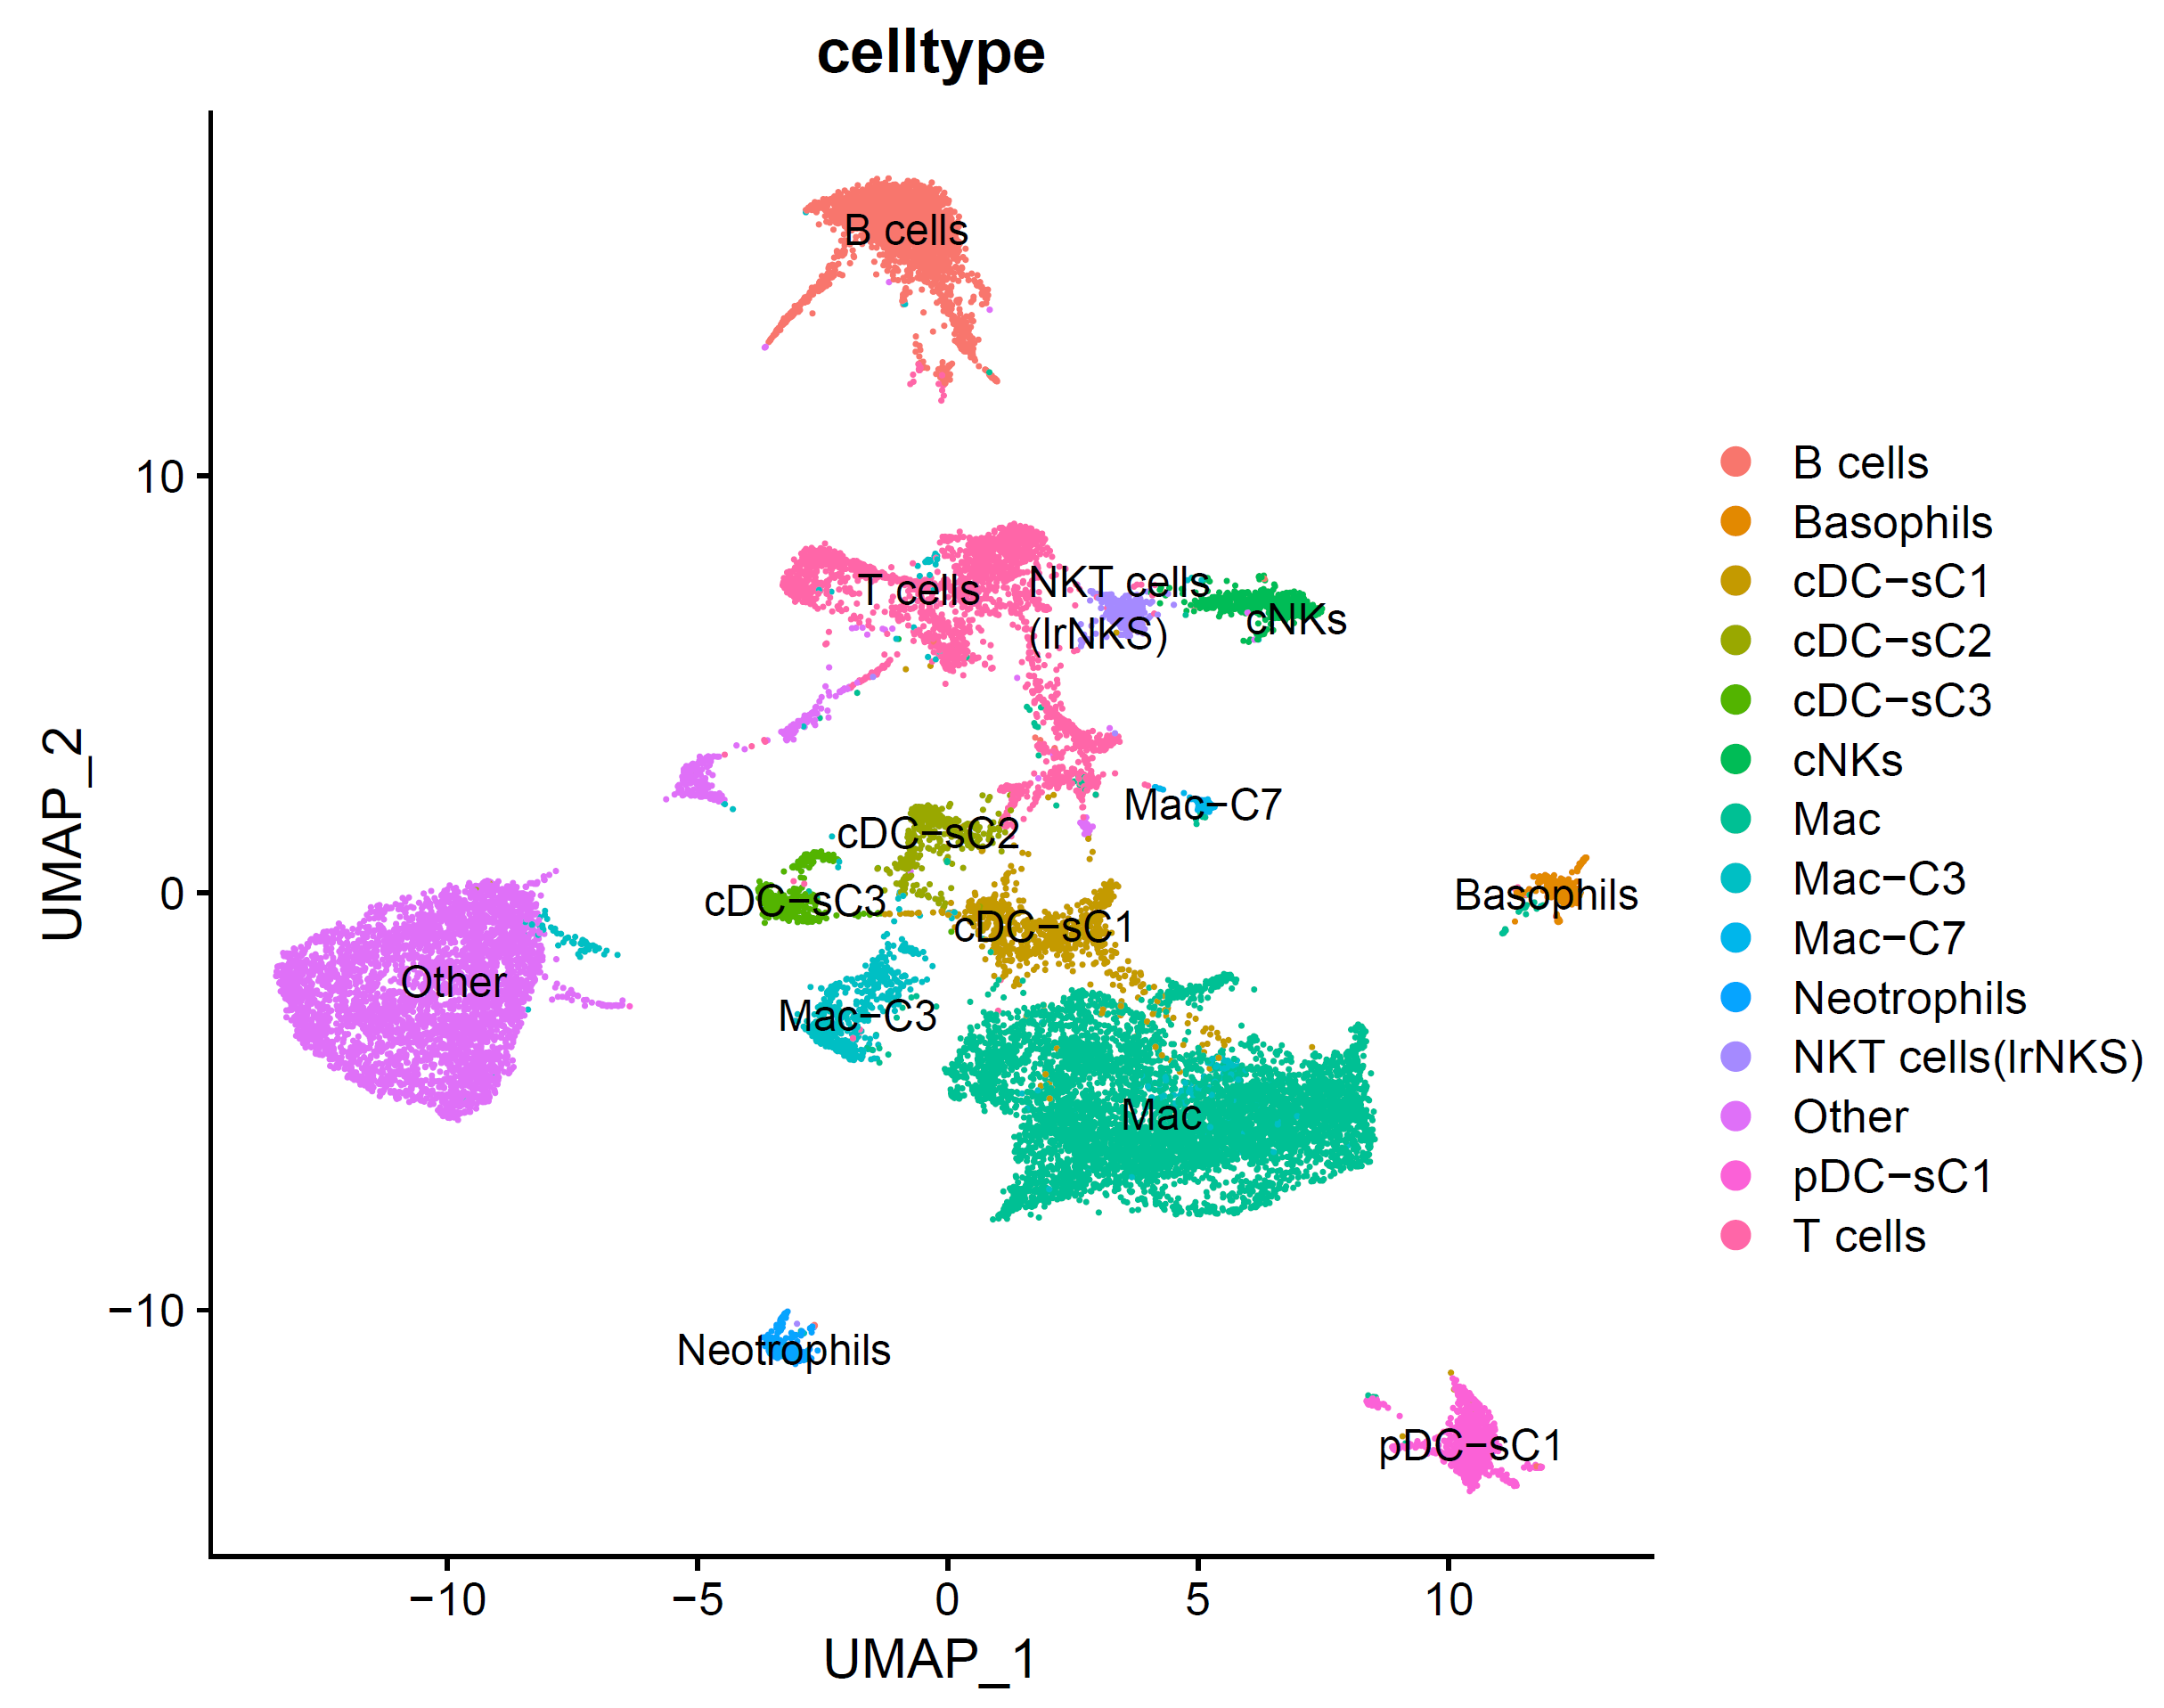 celltype
B cells
T cells
NKT cells
(lrNKS)
cNKs
Mac−C7
cDC−sC2
cDC−sC3
cDC−sC1
Basophils
Other
Mac−C3
Mac
Neotrophils
pDC−sC1
UMAP_2
10
0
−10
−10
−5
0
5
10
UMAP_1
B cells
Basophils
cDC−sC1
cDC−sC2
cDC−sC3
cNKs
Mac
Mac−C3
Mac−C7
Neotrophils
NKT cells(lrNKS)
Other
pDC−sC1
T cells